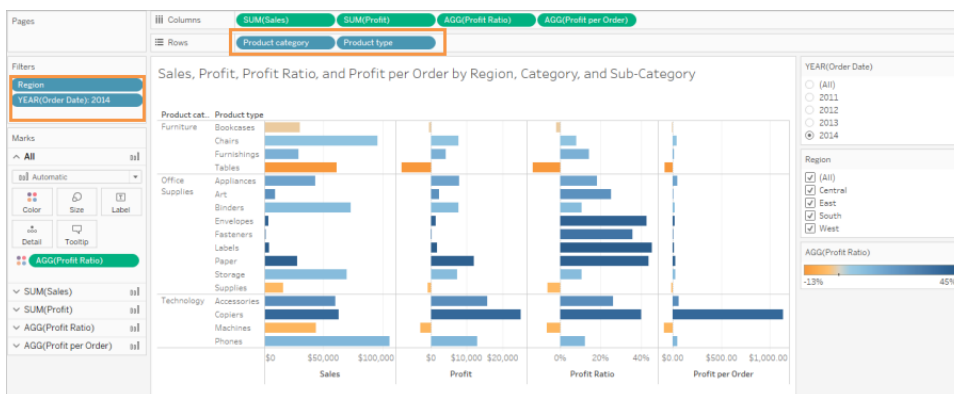 Pages
Columns
SUM(Sales) SUM(Profit) AGG(Profit Ratio) AGG(Profit per Order)
Rows
Product category Product type
Filters
Region
YEAR(Order Date): 2014
Marks
All
Automatic
Color Size Label
Detail Tooltip
AGG(Profit Ratio)
SUM(Sales)
SUM(Profit)
AGG(Profit Ratio)
AGG(Profit per Order)
Sales, Profit, Profit Ratio, and Profit per Order by Region, Category, and Sub-Category
Product cat.. Product type
Furniture Bookcases
Chairs
Furnishings
Tables
Office Supplies Appliances
Art
Binders
Envelopes
Fasteners
Labels
Paper
Storage
Supplies
Technology Accessories
Copiers
Machines
Phones
$0 $50,000 $100,000 $0 $10,000 $20,000 0% 20% 40% $0.00 $500.00 $1,000.00
Sales Profit Profit Ratio Profit per Order
YEAR(Order Date)
(All)
2011
2012
2013
2014
Region
(All)
Central
East
South
West
AGG(Profit Ratio)
-13% 45%